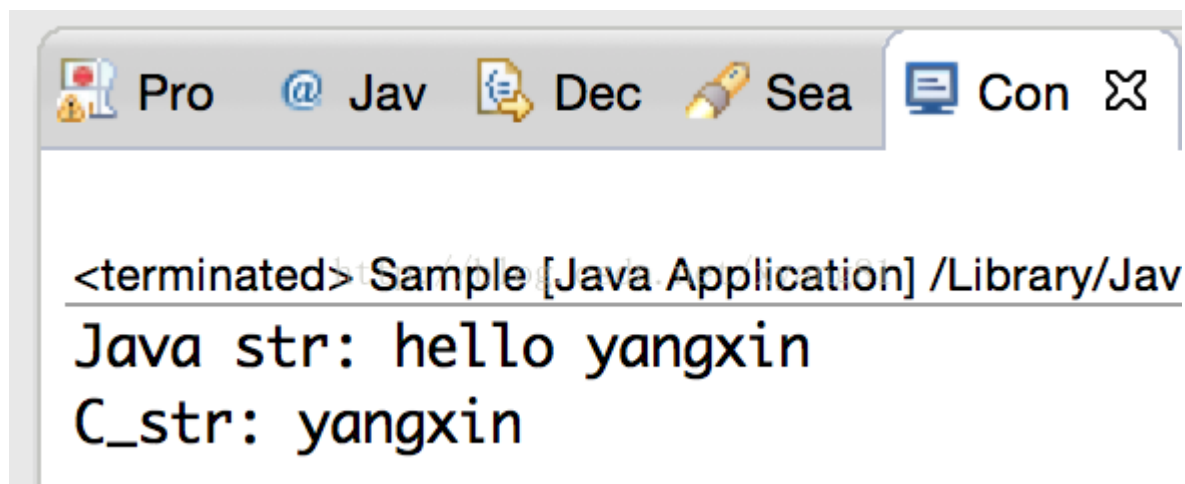 Pro @ Jav Dec Sea Con
<terminated> Sample [Java Application] /Library/Jav
Java str: hello yangxin
C_str: yangxin